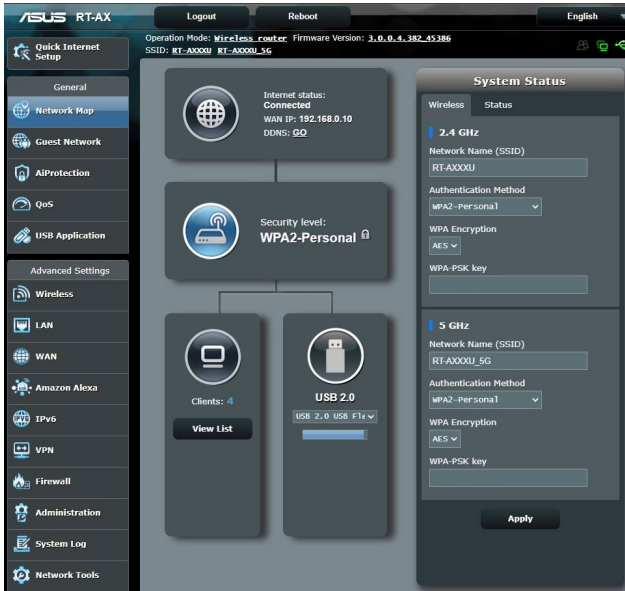 ASUS RT-AX
Logout
Reboot
English
Quick Internet
Setup
Operation Mode: Wireless router Firmware Version: 3.0.0.4.382_45386
SSID: RT-AXXXU RT-AXXXU_5G
General
Network Map
Guest Network
AiProtection
QoS
USB Application
Advanced Settings
Wireless
LAN
WAN
Amazon Alexa
IPv6
VPN
Firewall
Administration
System Log
Network Tools
Internet status:
Connected
WAN IP: 192.168.0.10
DDNS: GO
Security level:
WPA2-Personal
Clients: 4
View List
USB 2.0
USB 2.0 USB Fla
System Status
Wireless Status
2.4 GHz
Network Name (SSID)
RT-AXXXU
Authentication Method
WPA2-Personal
WPA Encryption
AES
WPA-PSK key
5 GHz
Network Name (SSID)
RT-AXXXU_5G
Authentication Method
WPA2-Personal
WPA Encryption
AES
WPA-PSK key
Apply